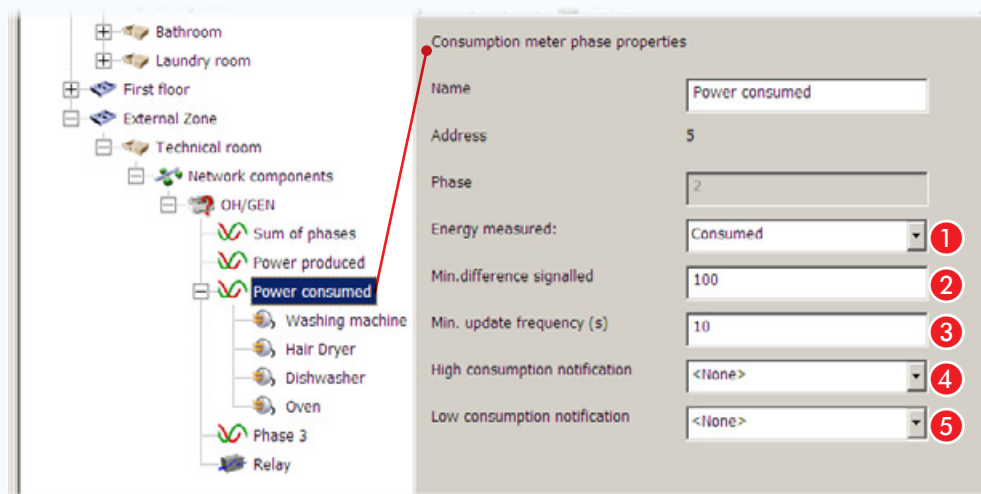 Bathroom
Laundry room
First floor
External Zone
Technical room
Network components
OH/GEN
Sum of phases
Power produced
Power consumed
Washing machine
Hair Dryer
Dishwasher
Oven
Phase 3
Relay
Consumption meter phase properties
Name Power consumed
Address 5
Phase 2
Energy measured: Consumed 1
Min.difference signalled 100 2
Min. update frequency (s) 10 3
High consumption notification <None> 4
Low consumption notification <None> 5